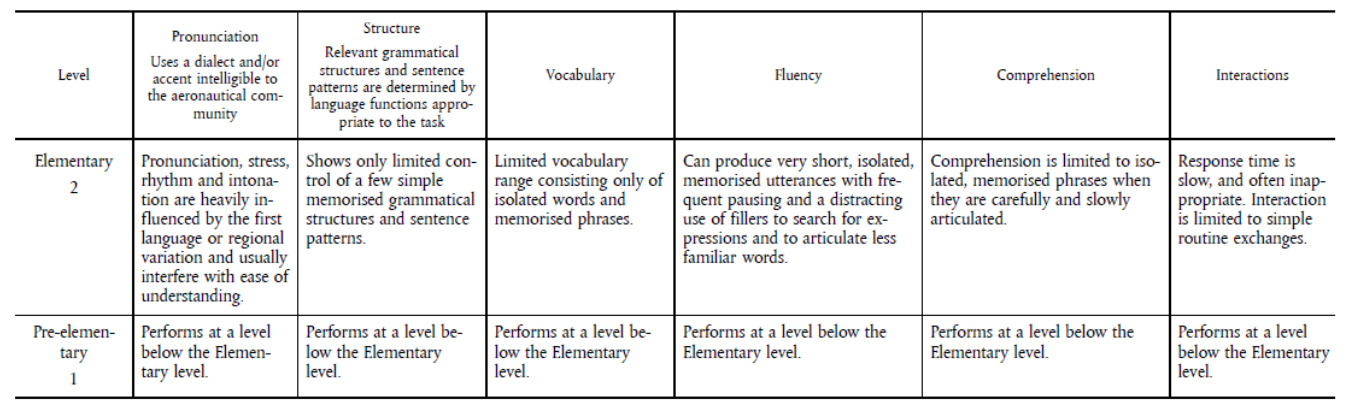 Level
Pronunciation
Uses a dialect and/or
accent intelligible to
the aeronautical com-
munity
Structure
Relevant grammatical
structures and sentence
patterns are determined by
language functions appro-
priate to the task
Vocabulary
Fluency
Comprehension
Interactions
Elementary
2
Pronunciation, stress,
rhythm and intona-
tion are heavily in-
fluenced by the first
language or regional
variation and usually
interfere with ease of
understanding.
Shows only limited con-
trol of a few simple
memorised grammatical
structures and sentence
patterns.
Limited vocabulary
range consisting only of
isolated words and
memorised phrases.
Can produce very short, isolated,
memorised utterances with fre-
quent pausing and a distracting
use of fillers to search for ex-
pressions and to articulate less
familiar words.
Comprehension is limited to iso-
lated, memorised phrases when
they are carefully and slowly
articulated.
Response time is
slow, and often inap-
propriate. Interaction
is limited to simple
routine exchanges.
Pre-elemen-
tary
1
Performs at a level
below the Elemen-
tary level.
Performs at a level be-
low the Elementary
level.
Performs at a level be-
low the Elementary
level.
Performs at a level below the
Elementary level.
Performs at a level below the
Elementary level.
Performs at a level
below the Elementary
level.